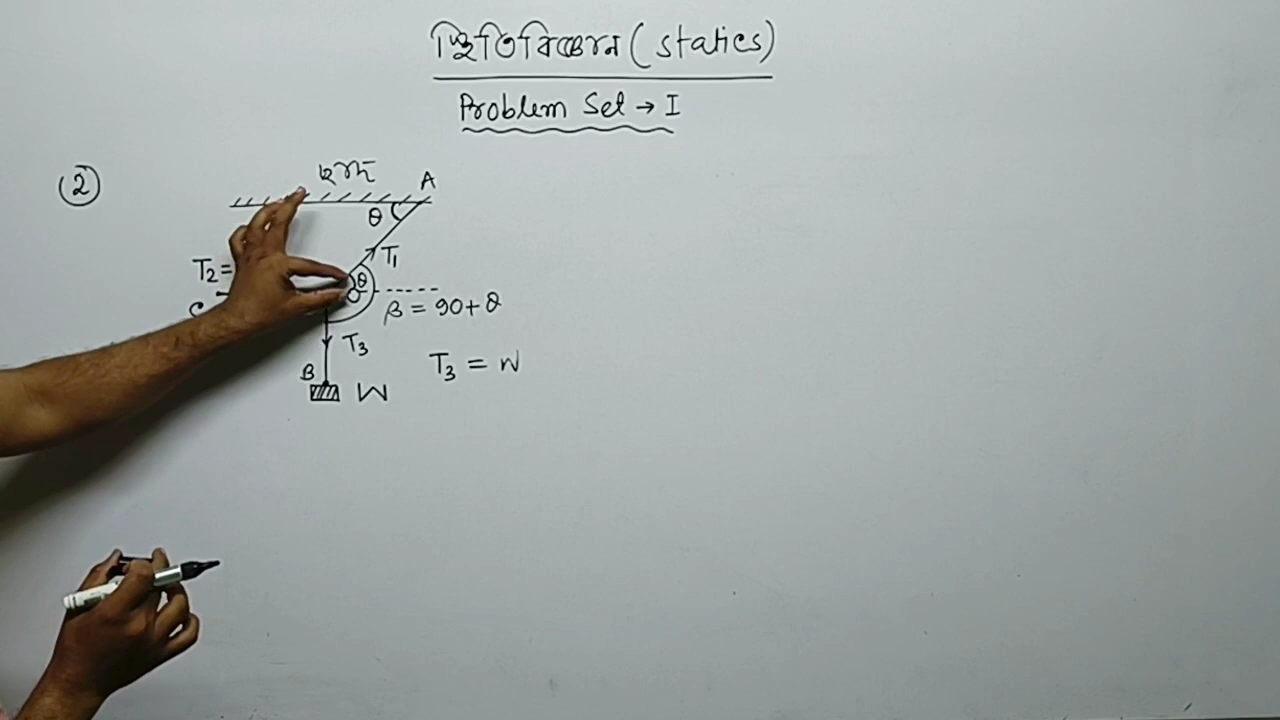 (statics)
Problem Set → I
②
ছাদ
A
θ
T₁
T₂ =
θ
C
β = 90 + θ
T₃
T₃ = W
B
W